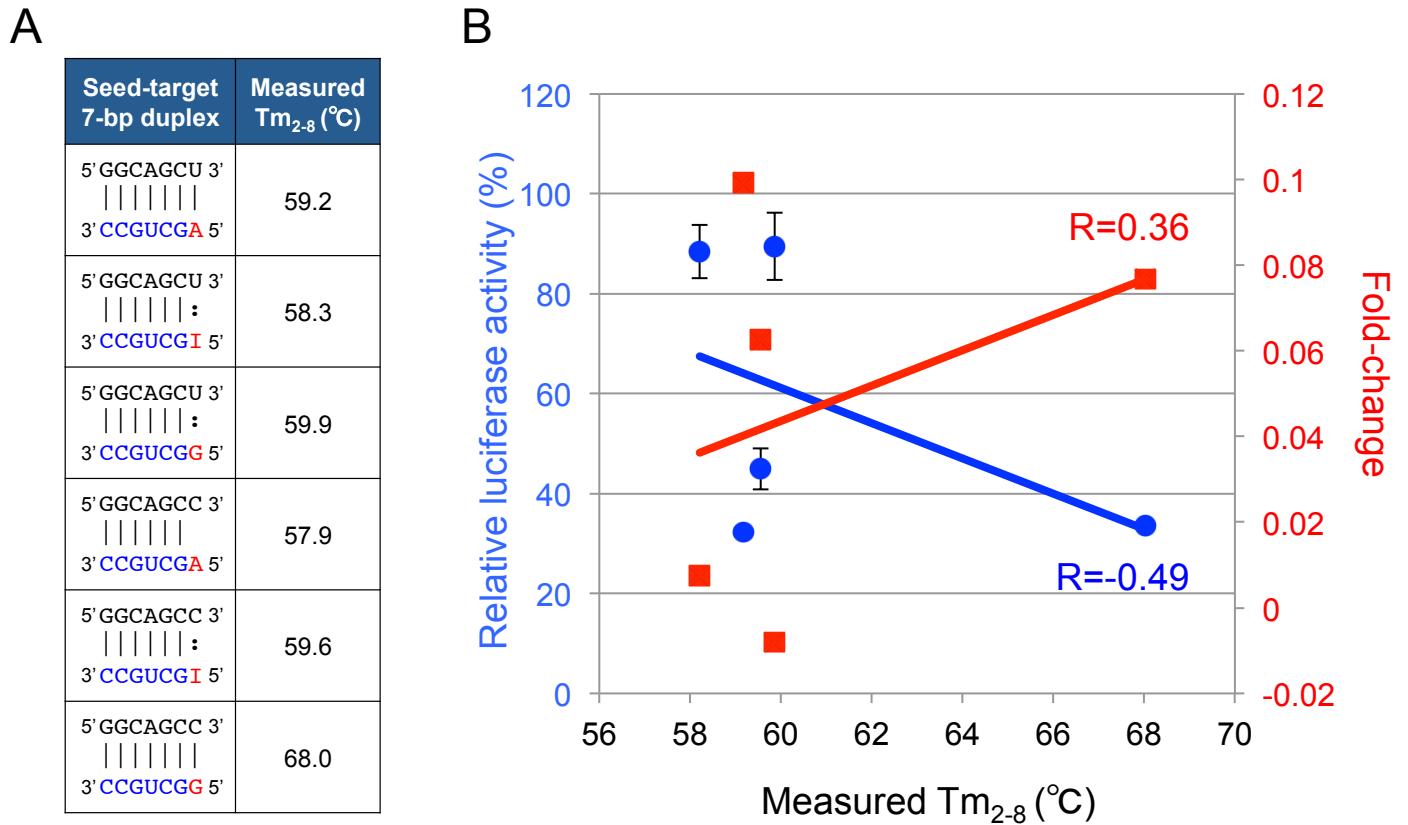 A
Seed-target
7-bp duplex
Measured
Tm2-8 (℃)
5' GGCAGCU 3'
| | | | | | |
3' CCGUCGA 5'
59.2
5' GGCAGCU 3'
| | | | | | :
3' CCGUCGI 5'
58.3
5' GGCAGCU 3'
| | | | | | :
3' CCGUCGG 5'
59.9
5' GGCAGCC 3'
| | | | | |
3' CCGUCGA 5'
57.9
5' GGCAGCC 3'
| | | | | | :
3' CCGUCGI 5'
59.6
5' GGCAGCC 3'
| | | | | | |
3' CCGUCGG 5'
68.0
B
Relative luciferase activity (%)
120
100
80
60
40
20
0
R=0.36
R=-0.49
0.12
0.1
0.08
0.06
0.04
0.02
0
-0.02
Fold-change
56 58 60 62 64 66 68 70
Measured Tm2-8 (℃)